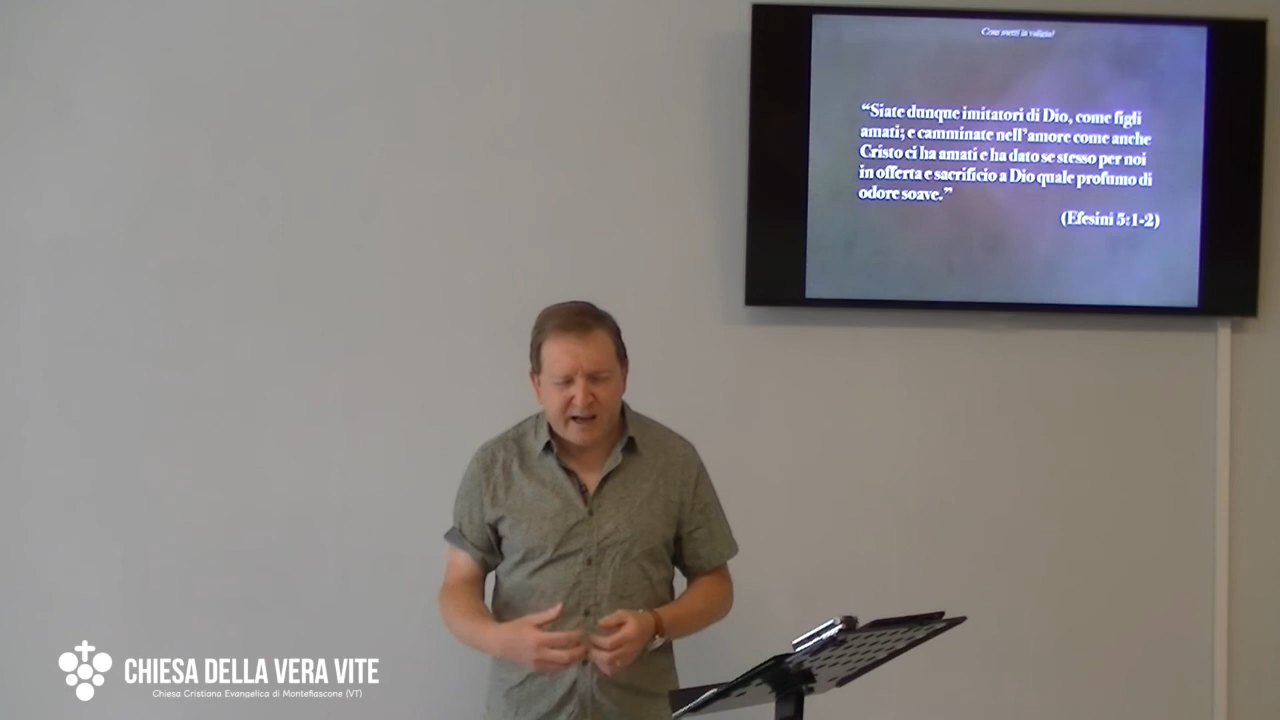 Cosa metti in valigia?
“Siate dunque imitatori di Dio, come figli
amati; e camminate nell’amore come anche
Cristo ci ha amati e ha dato se stesso per noi
in offerta e sacrificio a Dio quale profumo di
odore soave.”
(Efesini 5:1-2)
CHIESA DELLA VERA VITE
Chiesa Cristiana Evangelica di Montefiascone (VT)